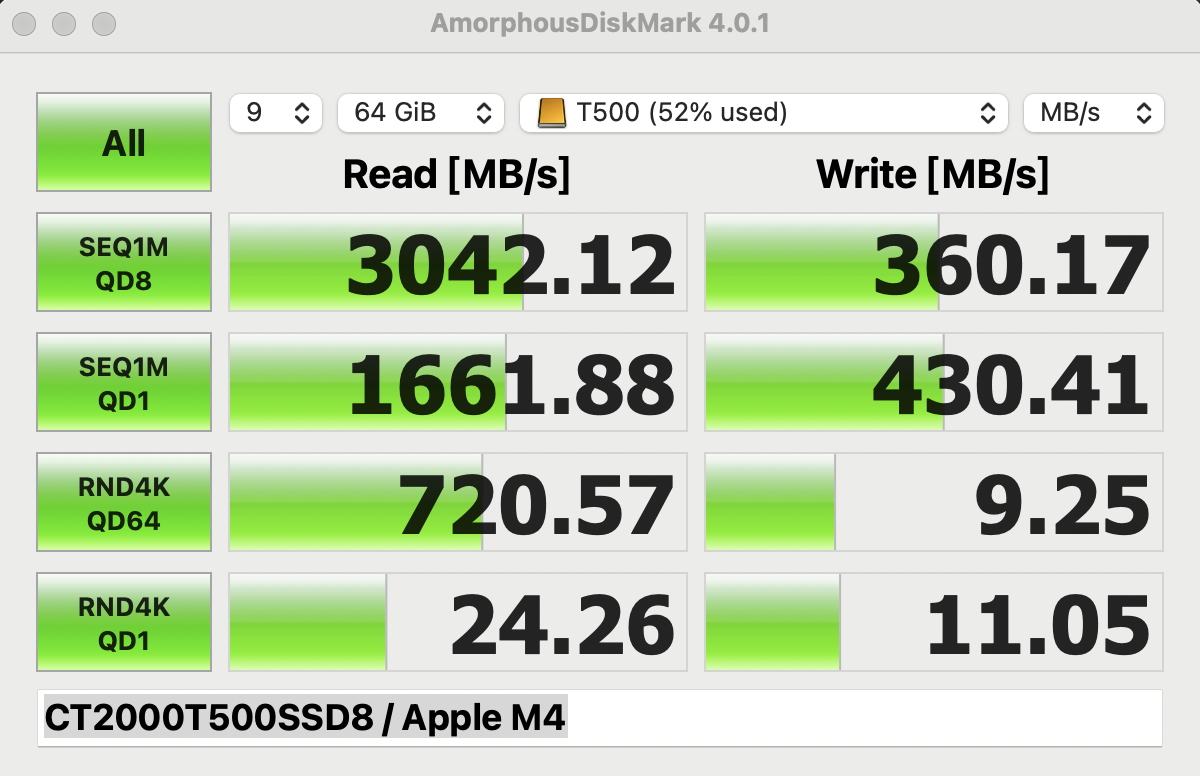 AmorphousDiskMark 4.0.1
All
9
64 GiB
T500 (52% used)
MB/s
Read [MB/s]
Write [MB/s]
SEQ1M
QD8
3042.12
360.17
SEQ1M
QD1
1661.88
430.41
RND4K
QD64
720.57
9.25
RND4K
QD1
24.26
11.05
CT2000T500SSD8 / Apple M4